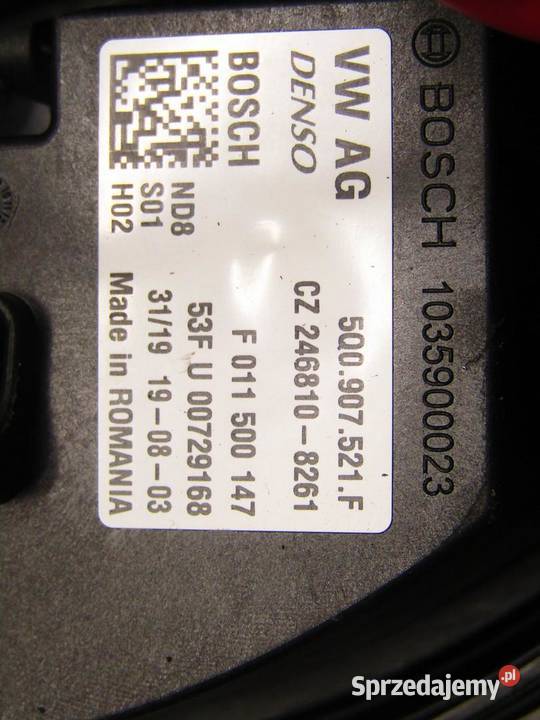 BOSCH 1035900023
VW AG 5Q0.907.521.F
DENSO CZ 246810-8261
BOSCH F 011 500 147
53F U 00729168
ND8 31/19 19-08-03
S01 Made in ROMANIA
H02
Sprzedajemy.pl